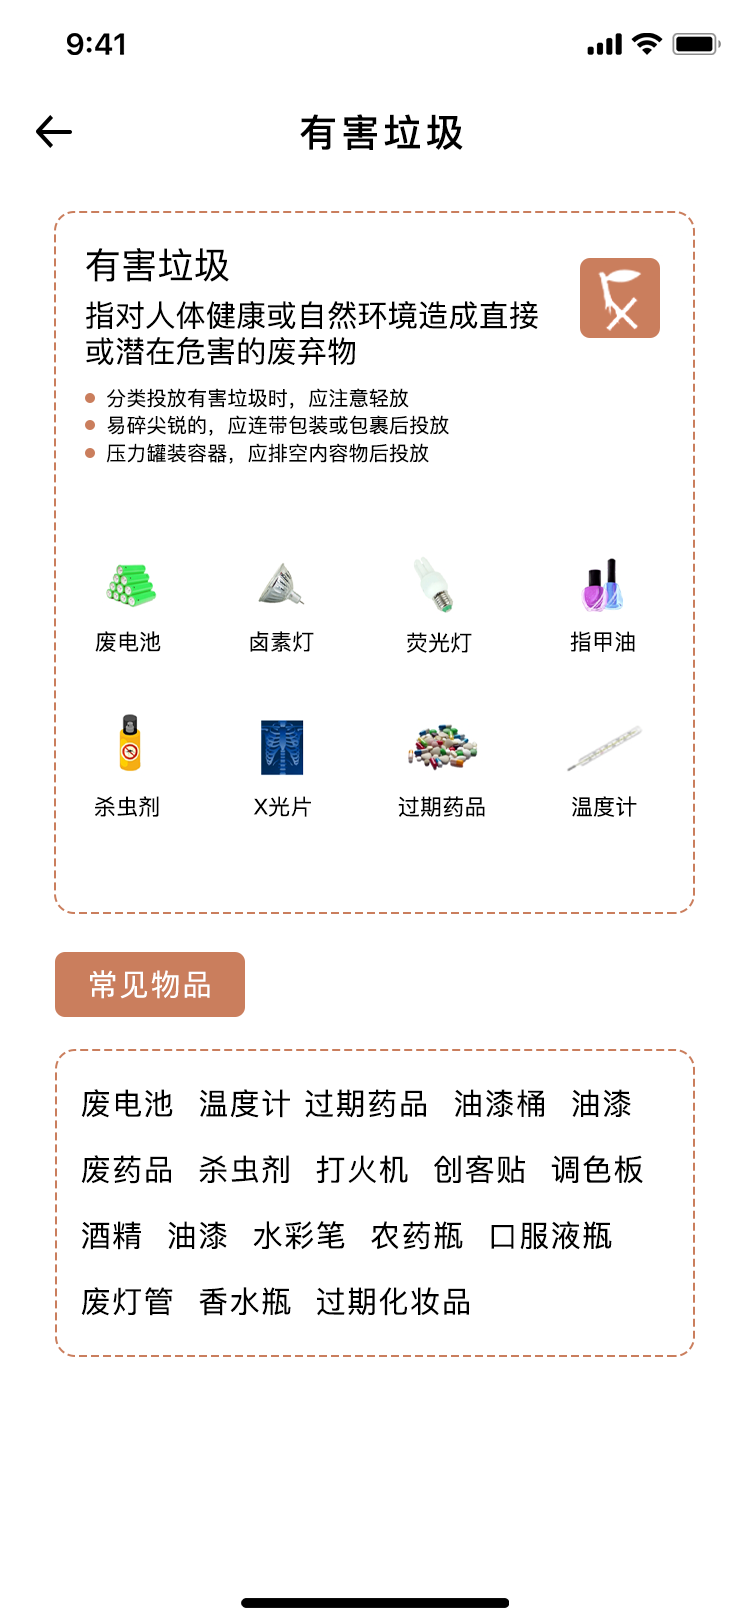 9:41
有害垃圾
有害垃圾
指对人体健康或自然环境造成直接
或潜在危害的废弃物
分类投放有害垃圾时，应注意轻放
易碎尖锐的，应连带包装或包裹后投放
压力罐装容器，应排空内容物后投放
废电池 卤素灯 荧光灯 指甲油
杀虫剂 X光片 过期药品 温度计
常见物品
废电池 温度计 过期药品 油漆桶 油漆
废药品 杀虫剂 打火机 创客贴 调色板
酒精 油漆 水彩笔 农药瓶 口服液瓶
废灯管 香水瓶 过期化妆品